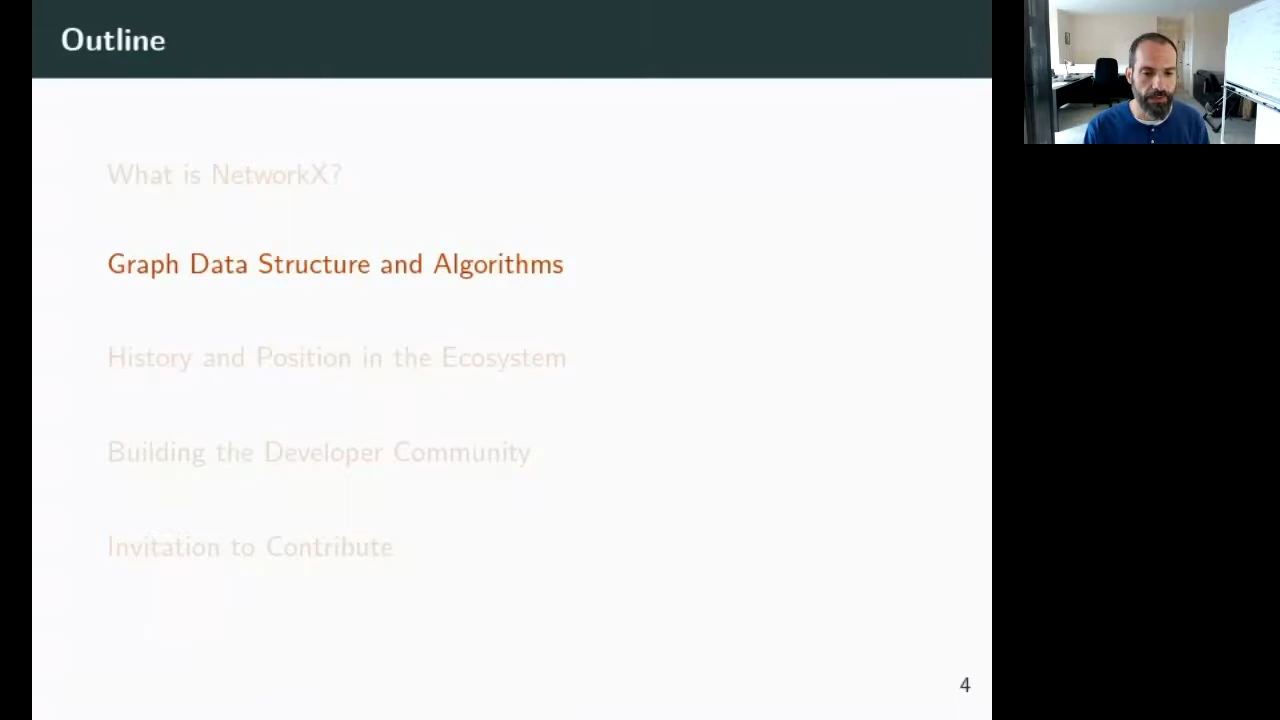 Outline
What is NetworkX?
Graph Data Structure and Algorithms
History and Position in the Ecosystem
Building the Developer Community
Invitation to Contribute
4